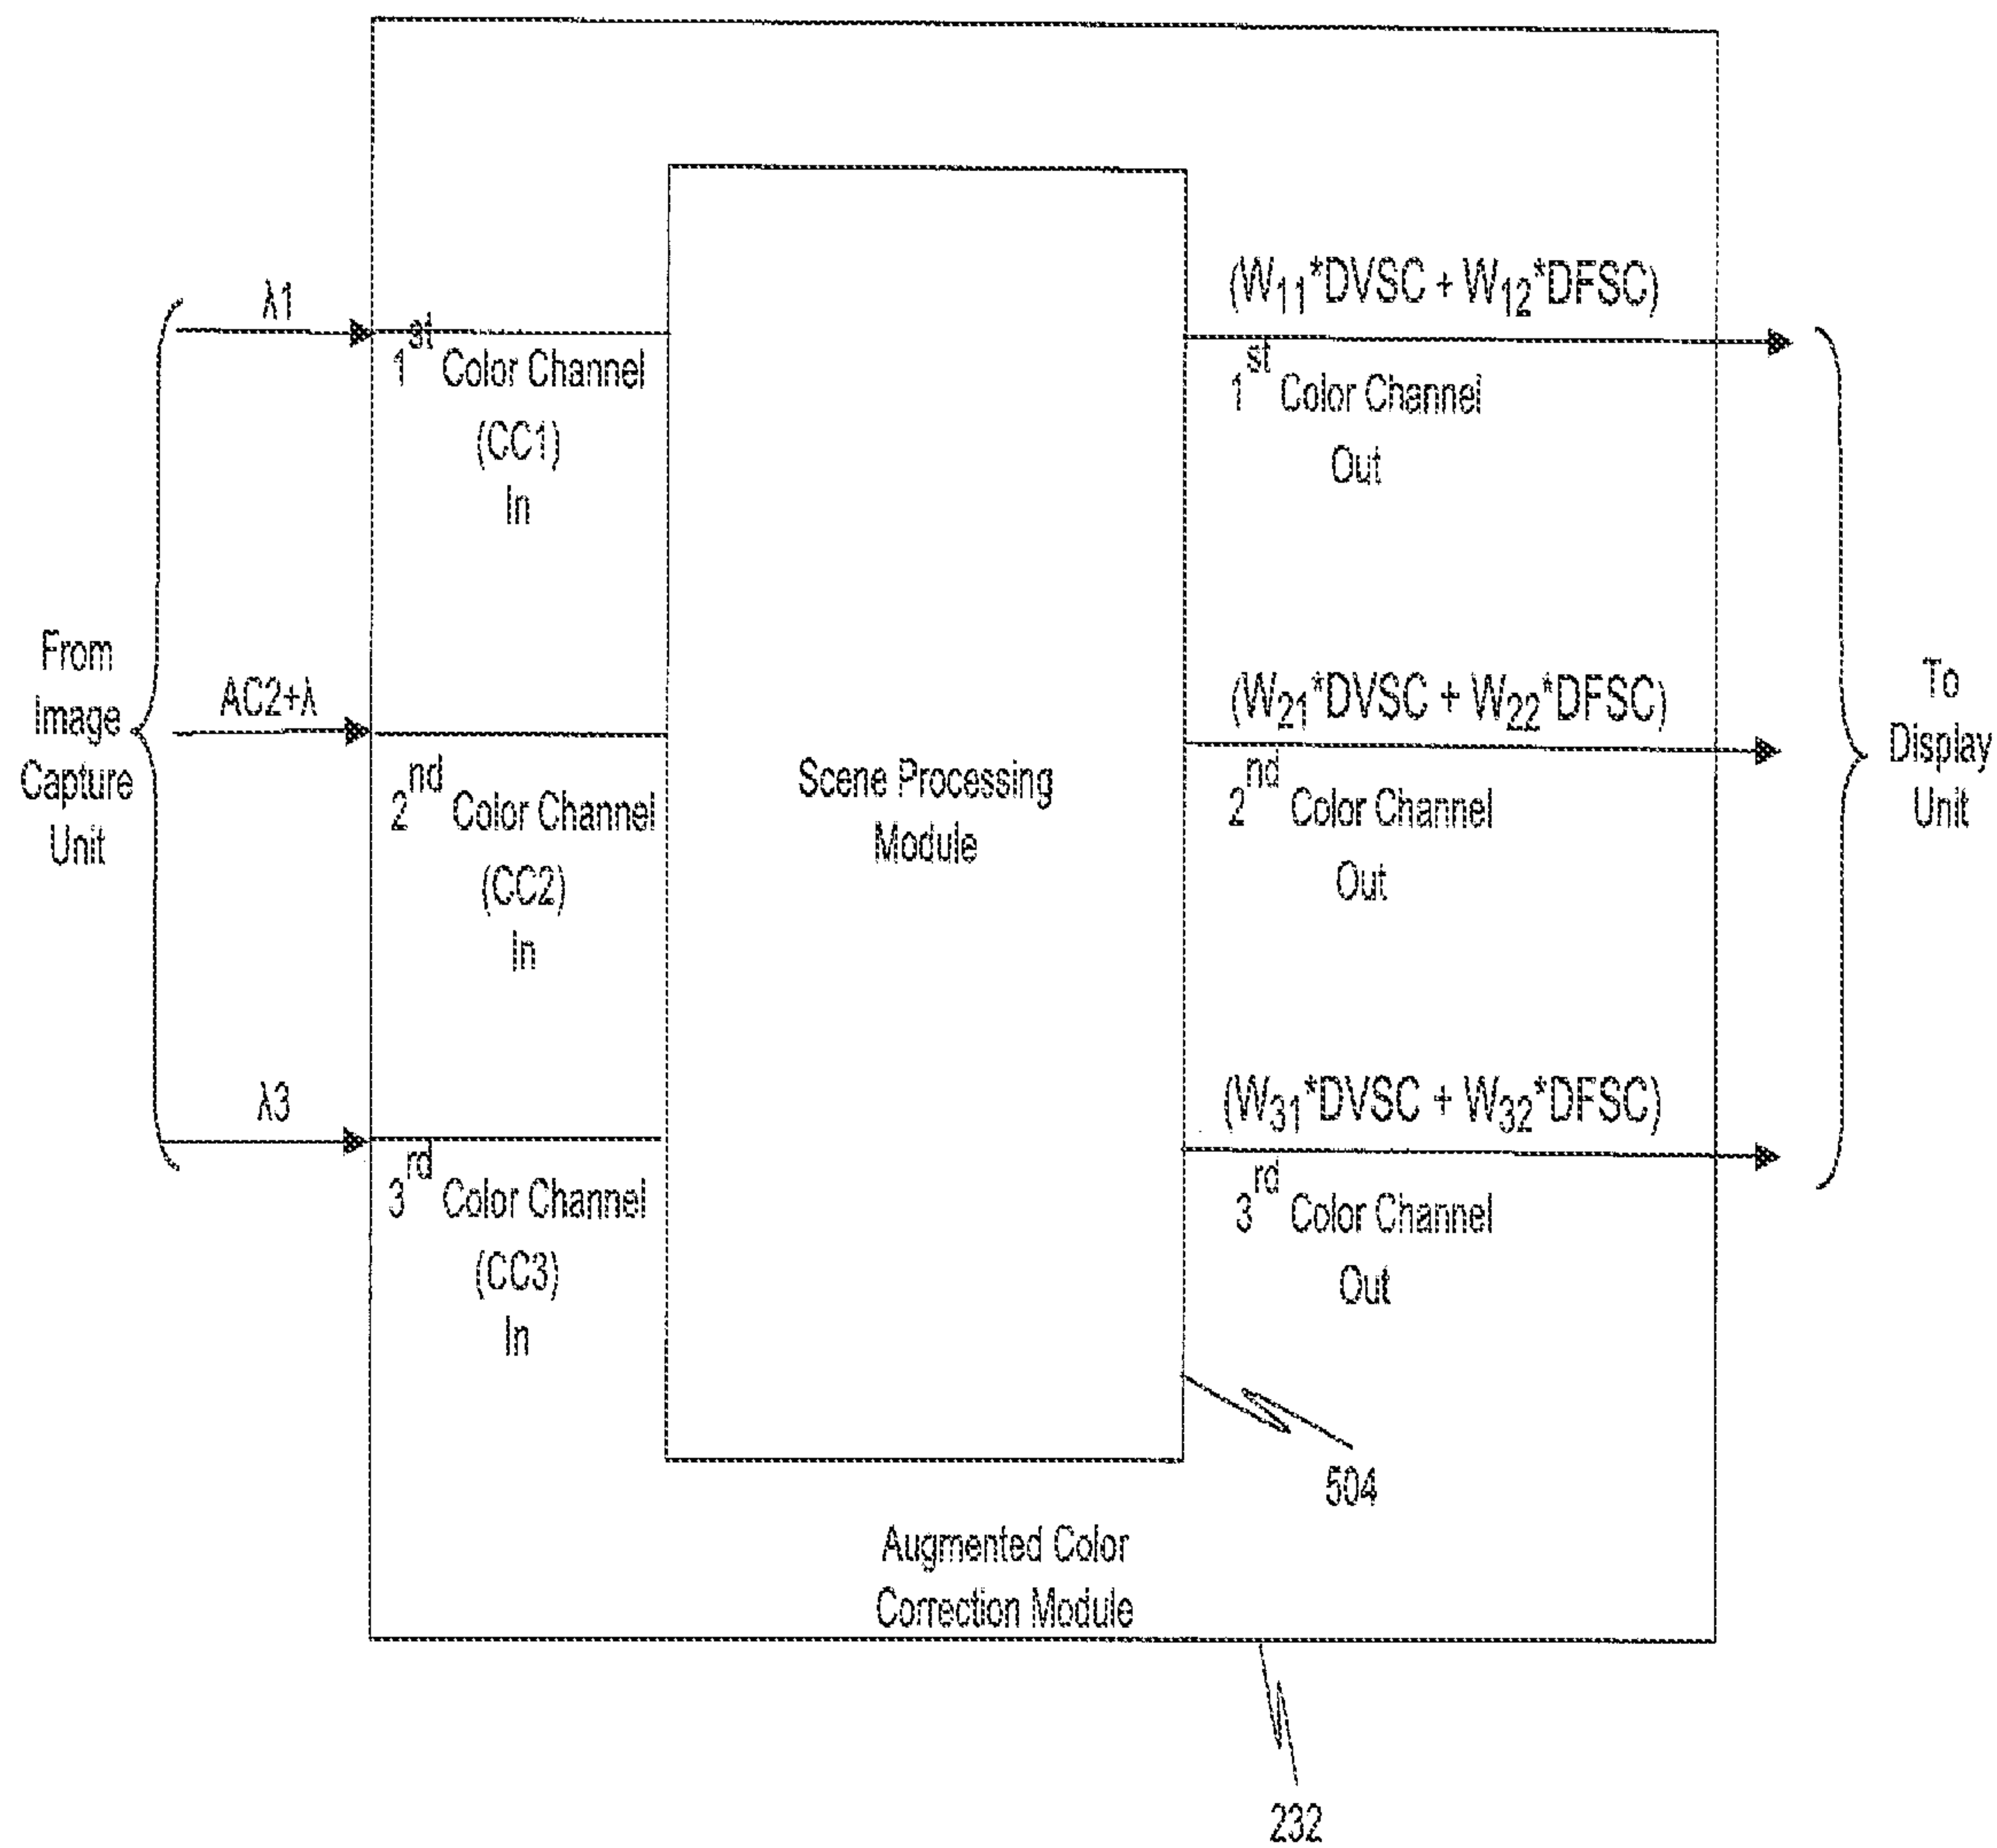 λ1
1st Color Channel
(CC1)
In
(W11*DVSC + W12*DFSC)
1st Color Channel
Out
From
Image
Capture
Unit
AC2+λ
2nd Color Channel
(CC2)
In
Scene Processing
Module
(W21*DVSC + W22*DFSC)
2nd Color Channel
Out
To
Display
Unit
λ3
3rd Color Channel
(CC3)
In
(W31*DVSC + W32*DFSC)
3rd Color Channel
Out
504
Augmented Color
Correction Module
232